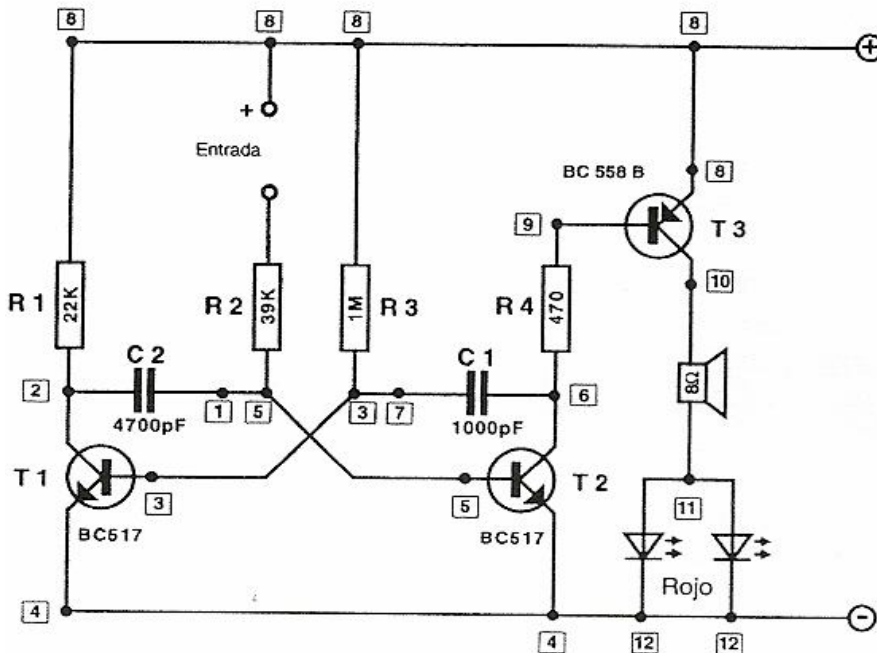 8
8
8
8
+
+
Entrada
BC 558 B
8
9
T 3
10
R 1
22K
R 2
39K
R 3
1M
R 4
470
C 2
C 1
8Ω
2
1
5
3
7
6
4700pF
1000pF
T 1
3
5
T 2
11
BC517
BC517
Rojo
4
-
4
12
12